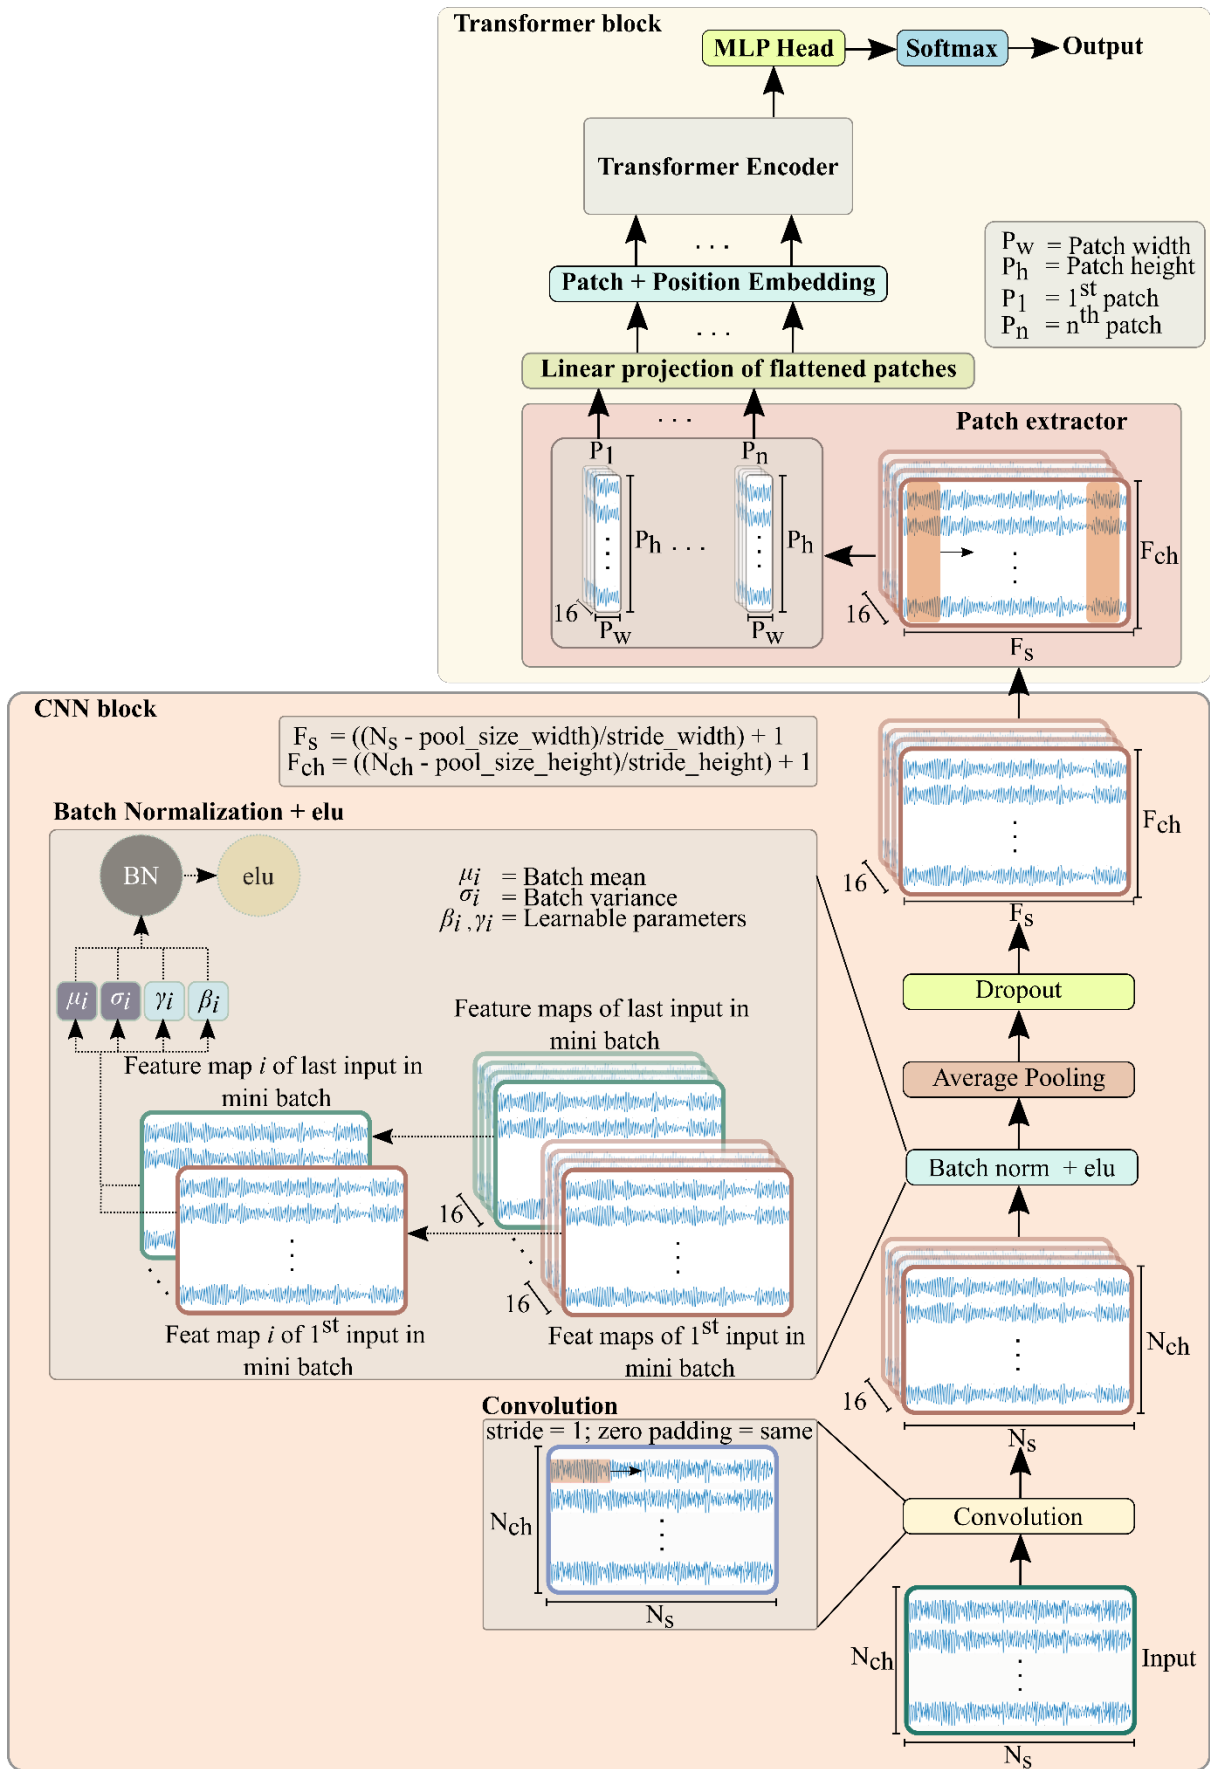 Transformer block
MLP Head
Softmax
Output
Transformer Encoder
. . .
Patch + Position Embedding
. . .
Linear projection of flattened patches
Pw = Patch width
Ph = Patch height
P1 = 1st patch
Pn = nth patch
. . .
Patch extractor
P1
Pn
Ph
. . .
Ph
16
Pw
Pw
Fch
16
Fs
CNN block
Fs = ((Ns - pool_size_width)/stride_width) + 1
Fch = ((Nch - pool_size_height)/stride_height) + 1
Fch
16
Fs
Batch Normalization + elu
BN
elu
μi = Batch mean
σi = Batch variance
βi ,γi = Learnable parameters
μi
σi
γi
βi
Feature maps of last input in
mini batch
Feature map i of last input in
mini batch
16
16
Feat map i of 1st input in
mini batch
Feat maps of 1st input in
mini batch
Dropout
Average Pooling
Batch norm + elu
Nch
16
Ns
Convolution
stride = 1; zero padding = same
Nch
Ns
Convolution
Nch
Input
Ns